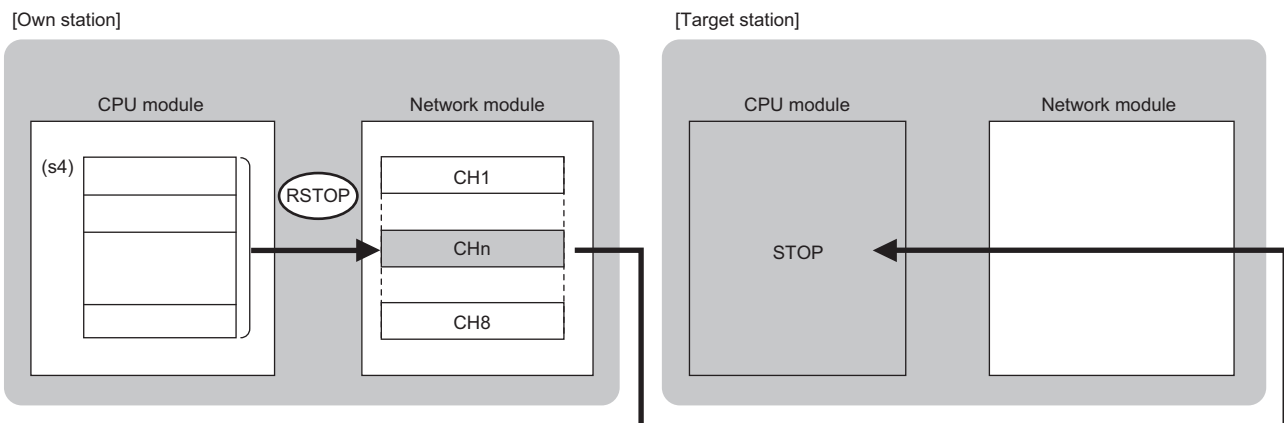 [Own station]
[Target station]
CPU module
Network module
CPU module
Network module
(s4)
CH1
RSTOP
CHn
STOP
CH8